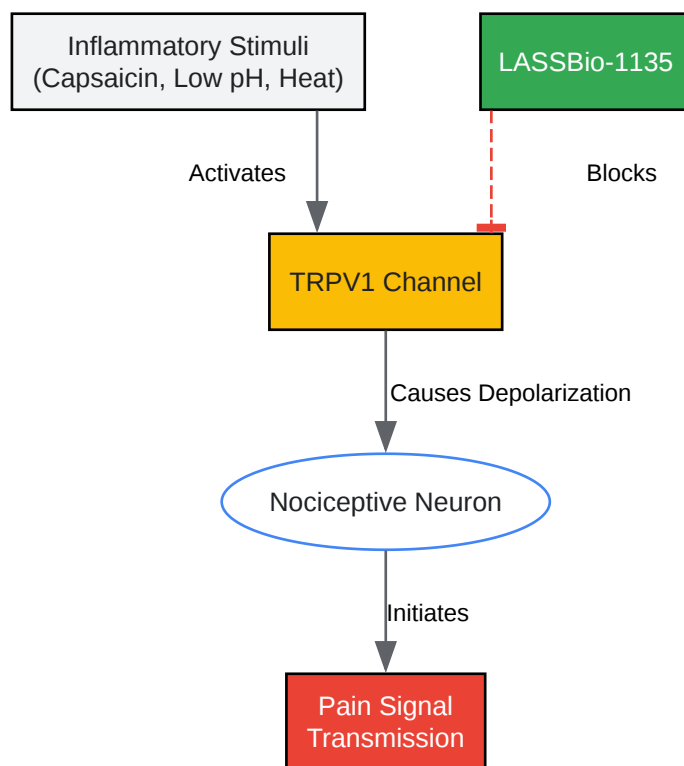 Inflammatory Stimuli
(Capsaicin, Low pH, Heat)
LASSBio-1135
Activates
Blocks
TRPV1 Channel
Causes Depolarization
Nociceptive Neuron
Initiates
Pain Signal
Transmission